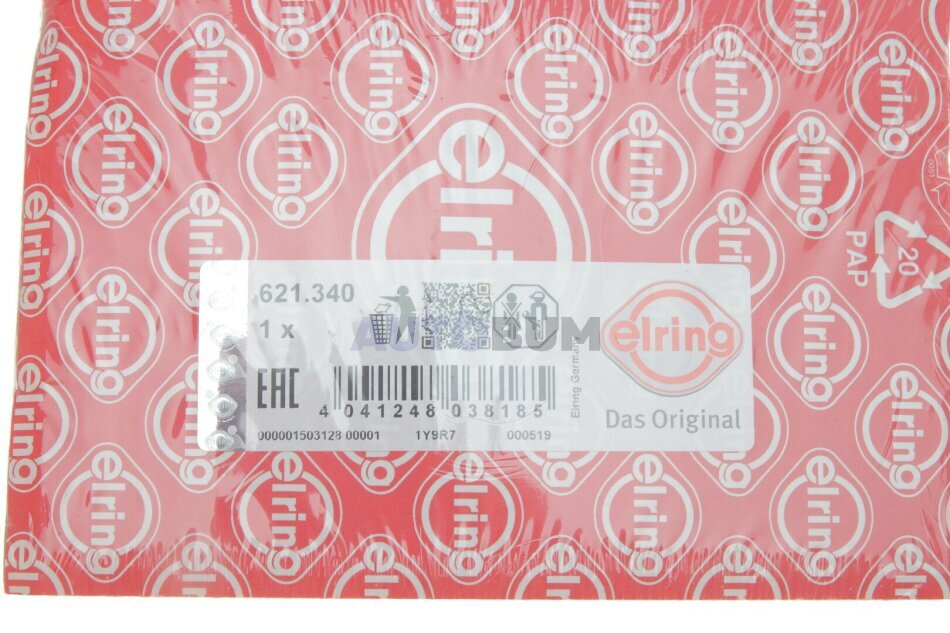 elring
621.340
1 x
AUTOBUM
EAC
4 041248 038185
Elring Germany
000001503128 00001 1Y9R7 000519
elring
Das Original
20
PAP